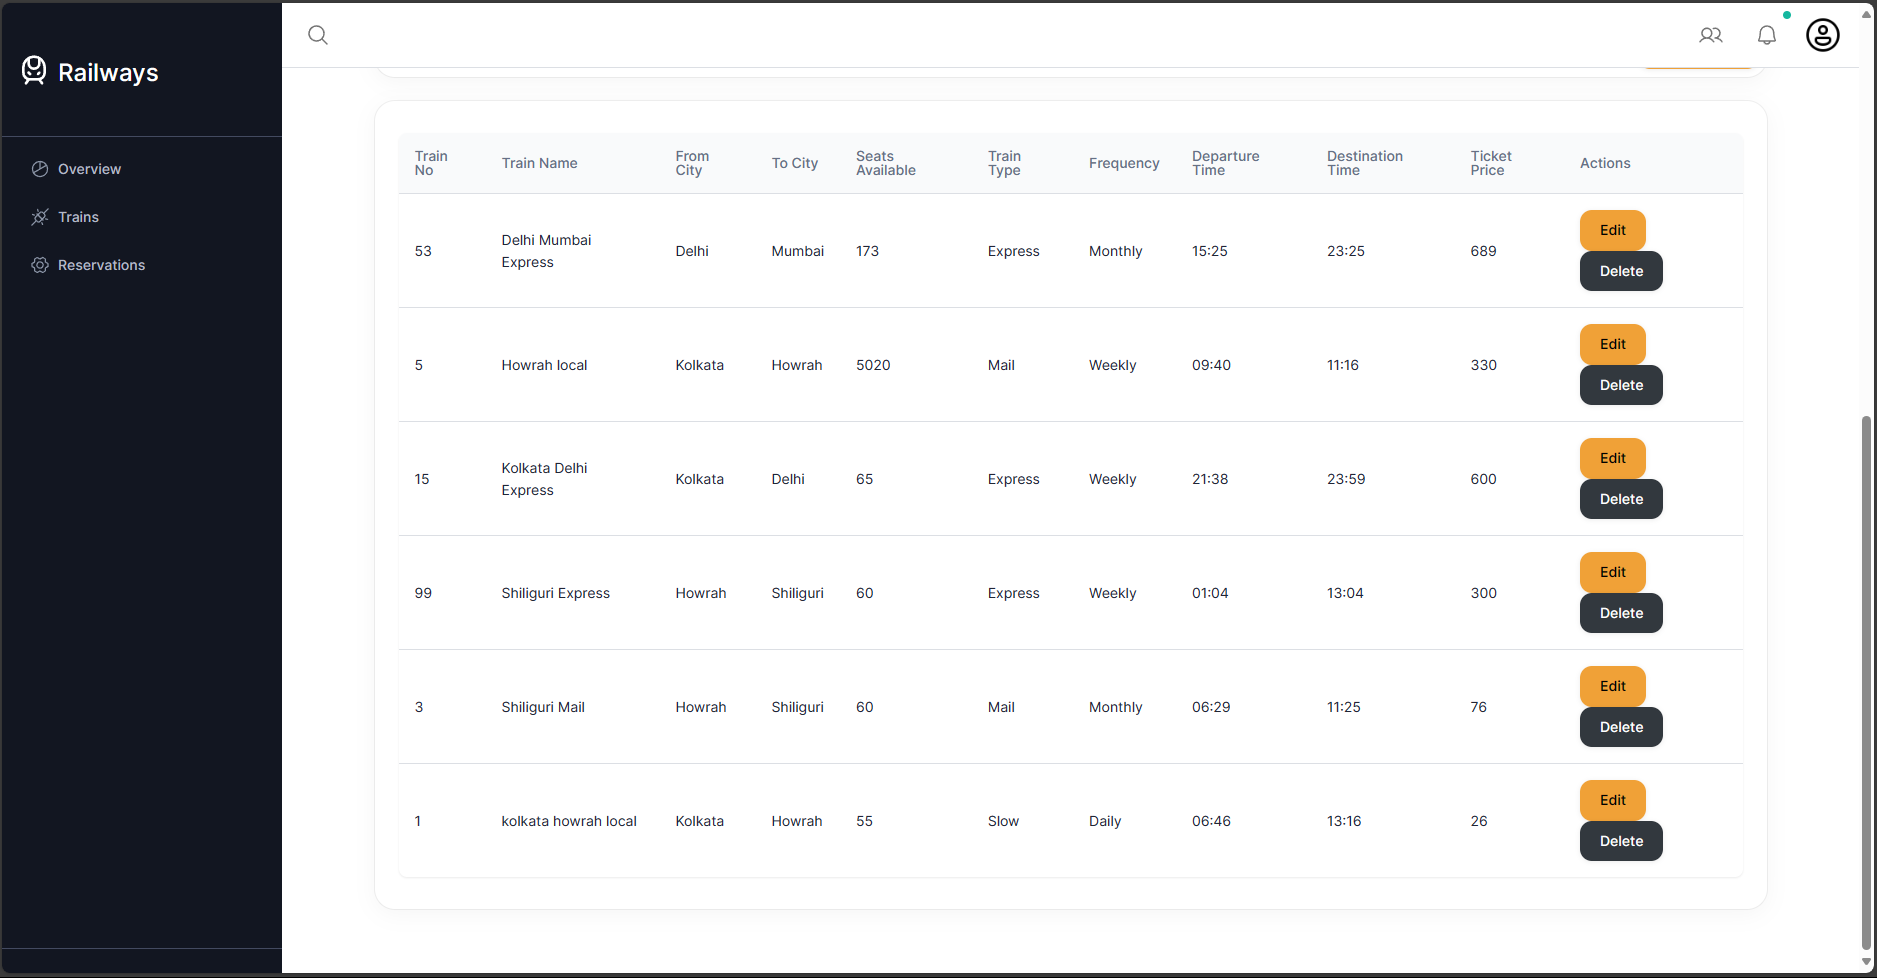 Railways
Overview
Trains
Reservations
Train No Train Name From City To City Seats Available Train Type Frequency Departure Time Destination Time Ticket Price Actions
53 Delhi Mumbai Express Delhi Mumbai 173 Express Monthly 15:25 23:25 689 Edit
Delete
5 Howrah local Kolkata Howrah 5020 Mail Weekly 09:40 11:16 330 Edit
Delete
15 Kolkata Delhi Express Kolkata Delhi 65 Express Weekly 21:38 23:59 600 Edit
Delete
99 Shiliguri Express Howrah Shiliguri 60 Express Weekly 01:04 13:04 300 Edit
Delete
3 Shiliguri Mail Howrah Shiliguri 60 Mail Monthly 06:29 11:25 76 Edit
Delete
1 kolkata howrah local Kolkata Howrah 55 Slow Daily 06:46 13:16 26 Edit
Delete